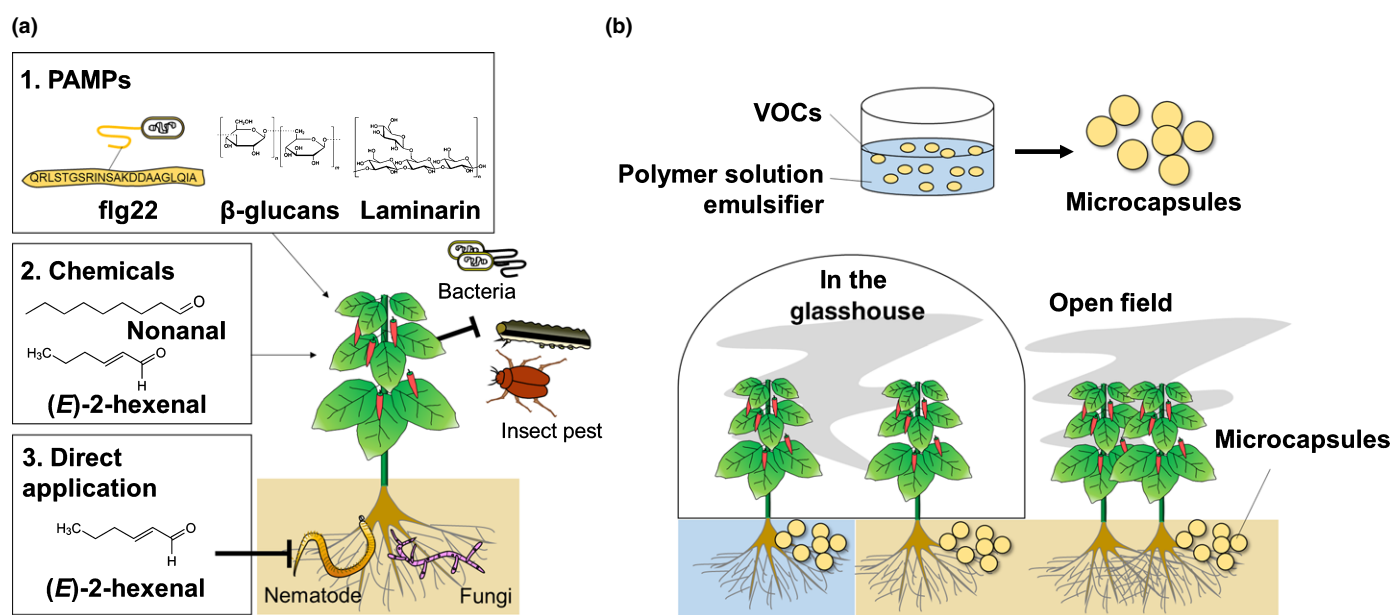 (a)
1. PAMPs
QRLSTGSRINSAKDDAAGLQIA
flg22
β-glucans
Laminarin
2. Chemicals
Nonanal
H₃C
O
H
(E)-2-hexenal
3. Direct
application
H₃C
O
H
(E)-2-hexenal
Bacteria
Insect pest
Nematode
Fungi
(b)
VOCs
Polymer solution
emulsifier
Microcapsules
In the
glasshouse
Open field
Microcapsules